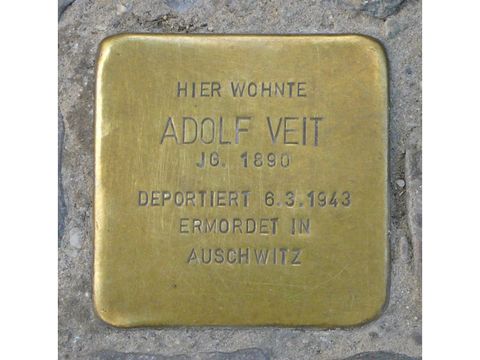 HIER WOHNTE
ADOLF VEIT
JG. 1890
DEPORTIERT 6.3.1943
ERMORDET IN
AUSCHWITZ